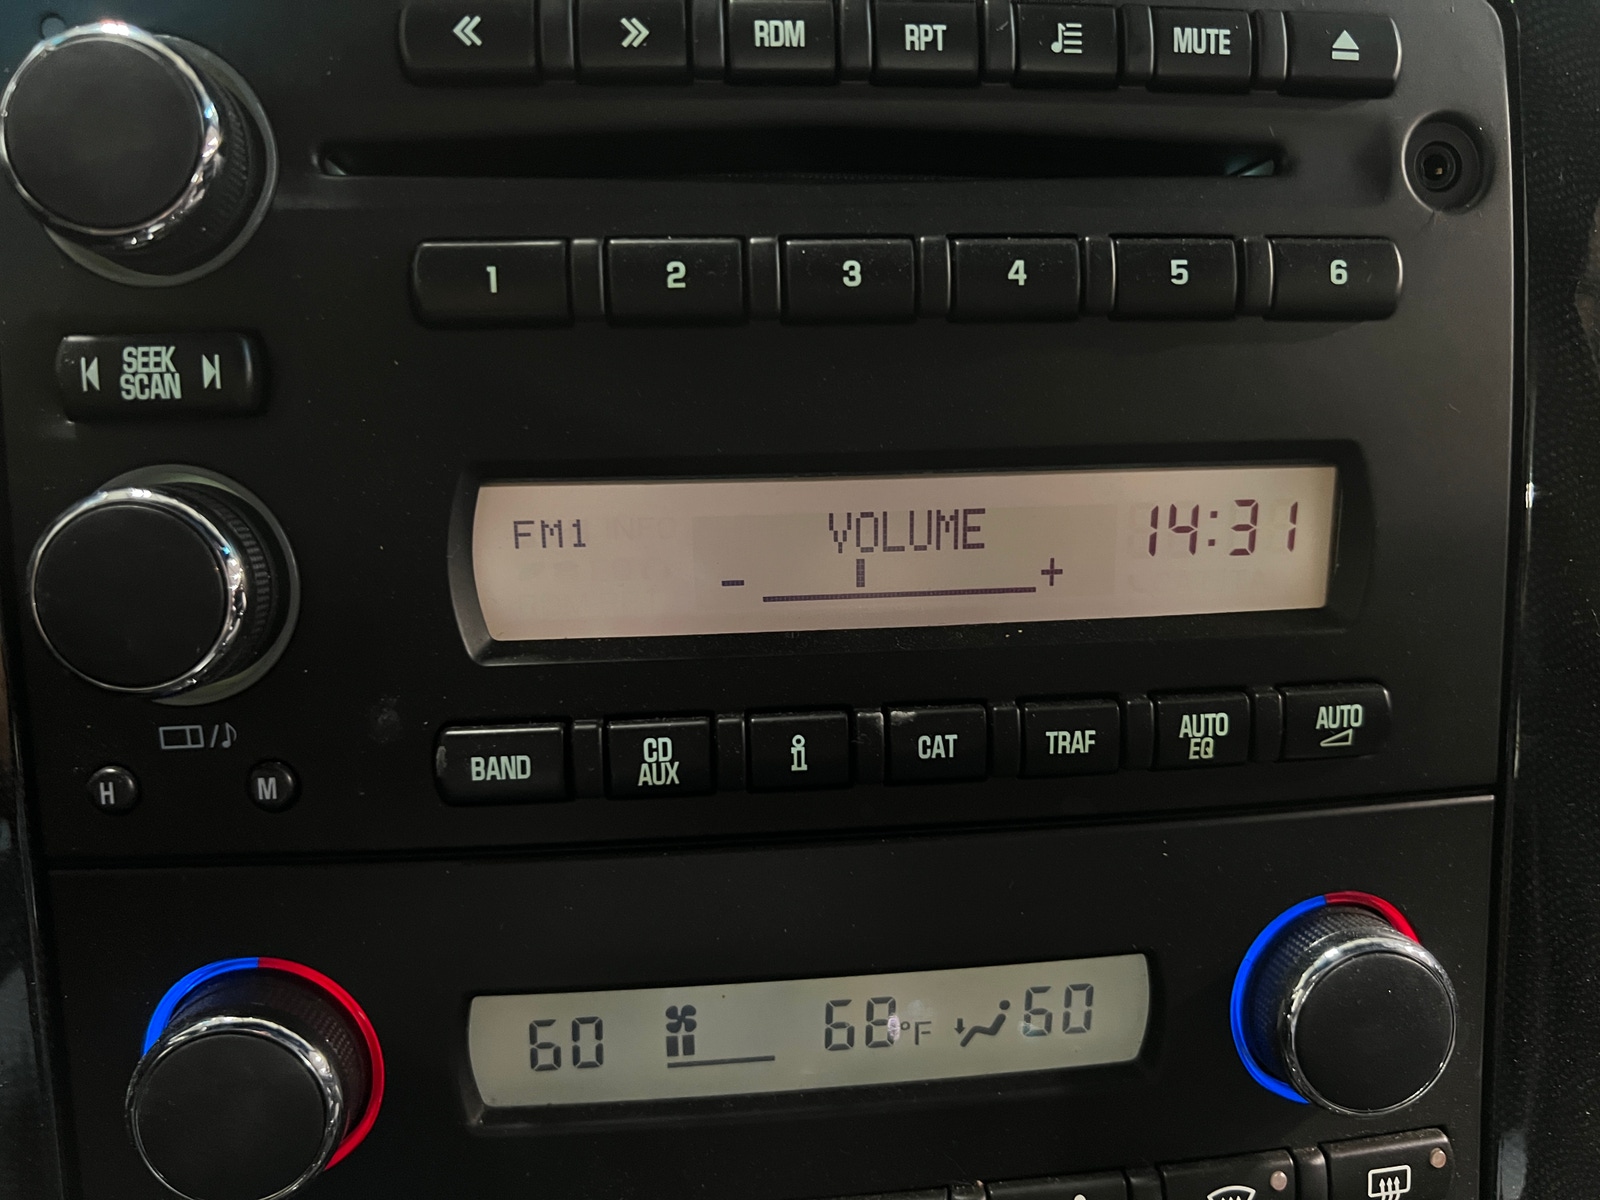 RDM RPT MUTE
1 2 3 4 5 6
SEEK
SCAN
FM1 VOLUME 14:31
- +
BAND CD AUX i CAT TRAF AUTO EQ AUTO
H M
60 68°F 60